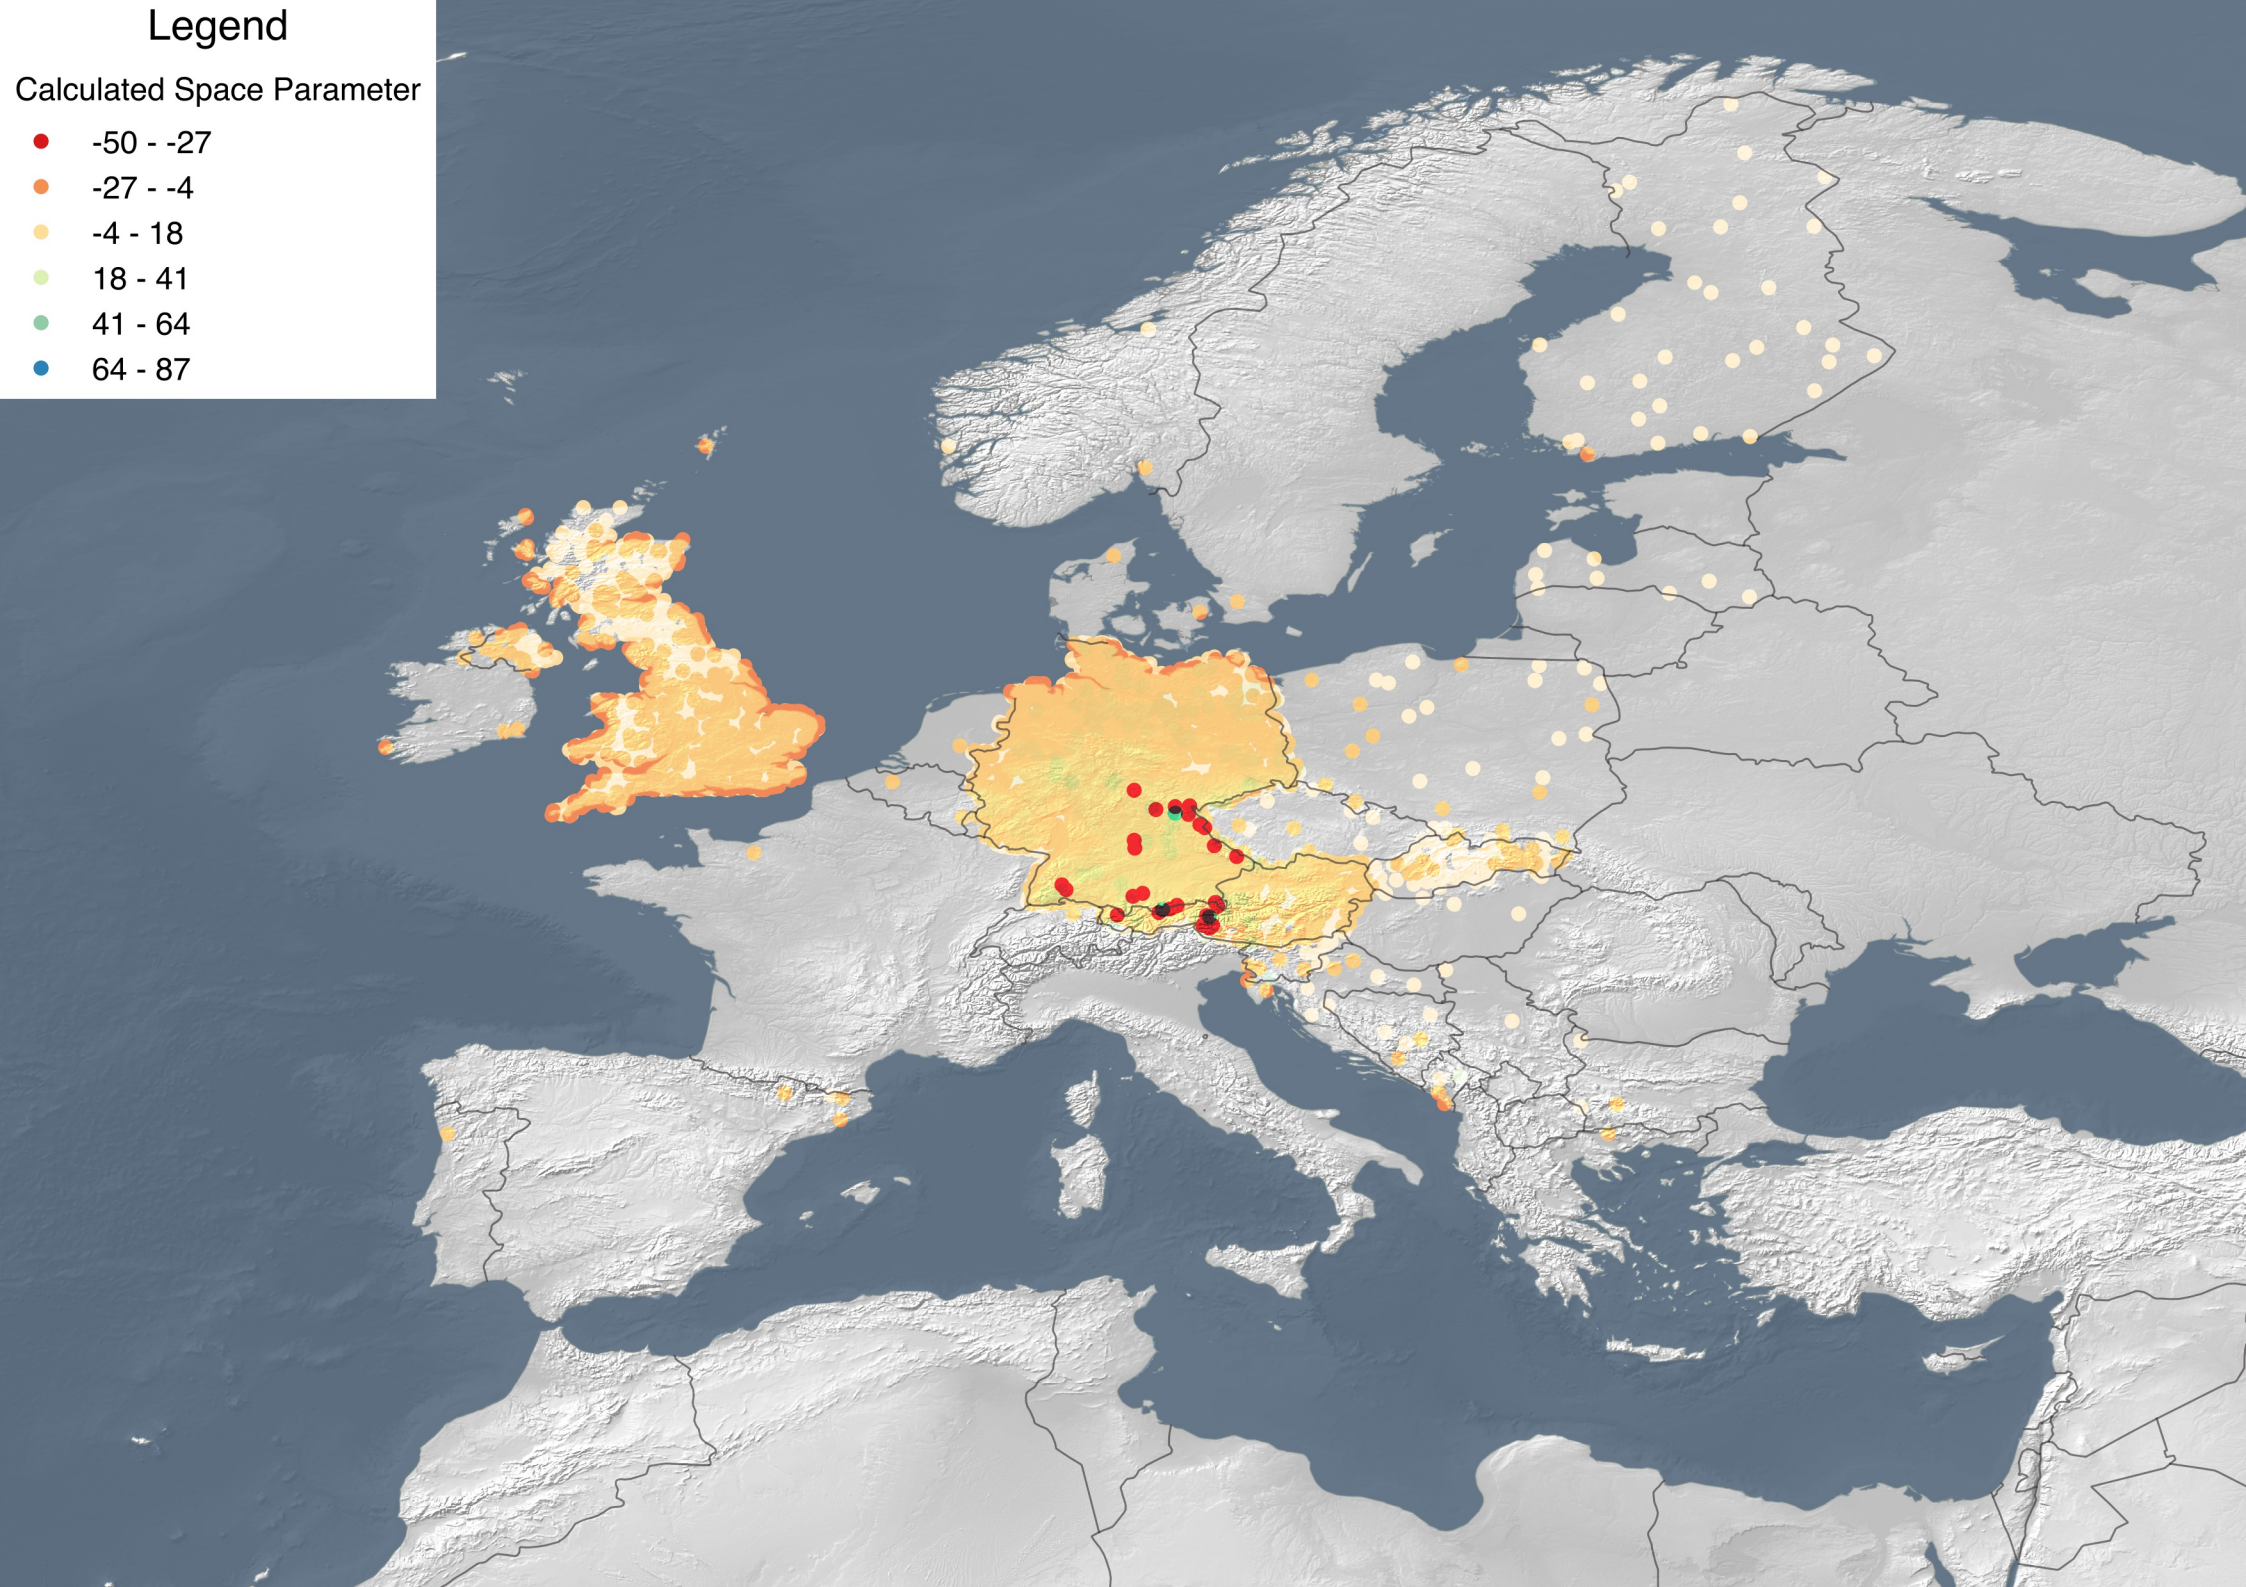 Legend
Calculated Space Parameter
-50 - -27
-27 - -4
-4 - 18
18 - 41
41 - 64
64 - 87